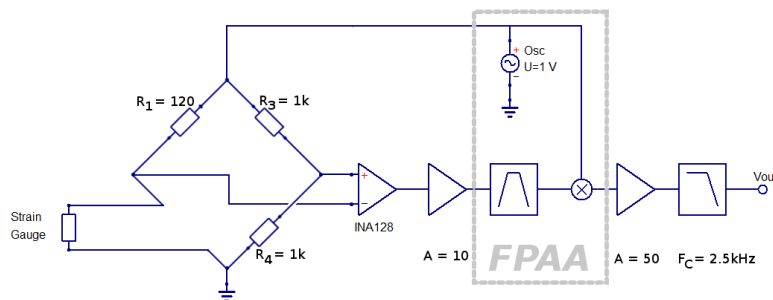 Osc
U=1 V
R1 = 120
R3 = 1k
+
−
+
−
Vou
Strain
Gauge
INA128
R4 = 1k
A = 10
FPAA
A = 50
FC = 2.5kHz